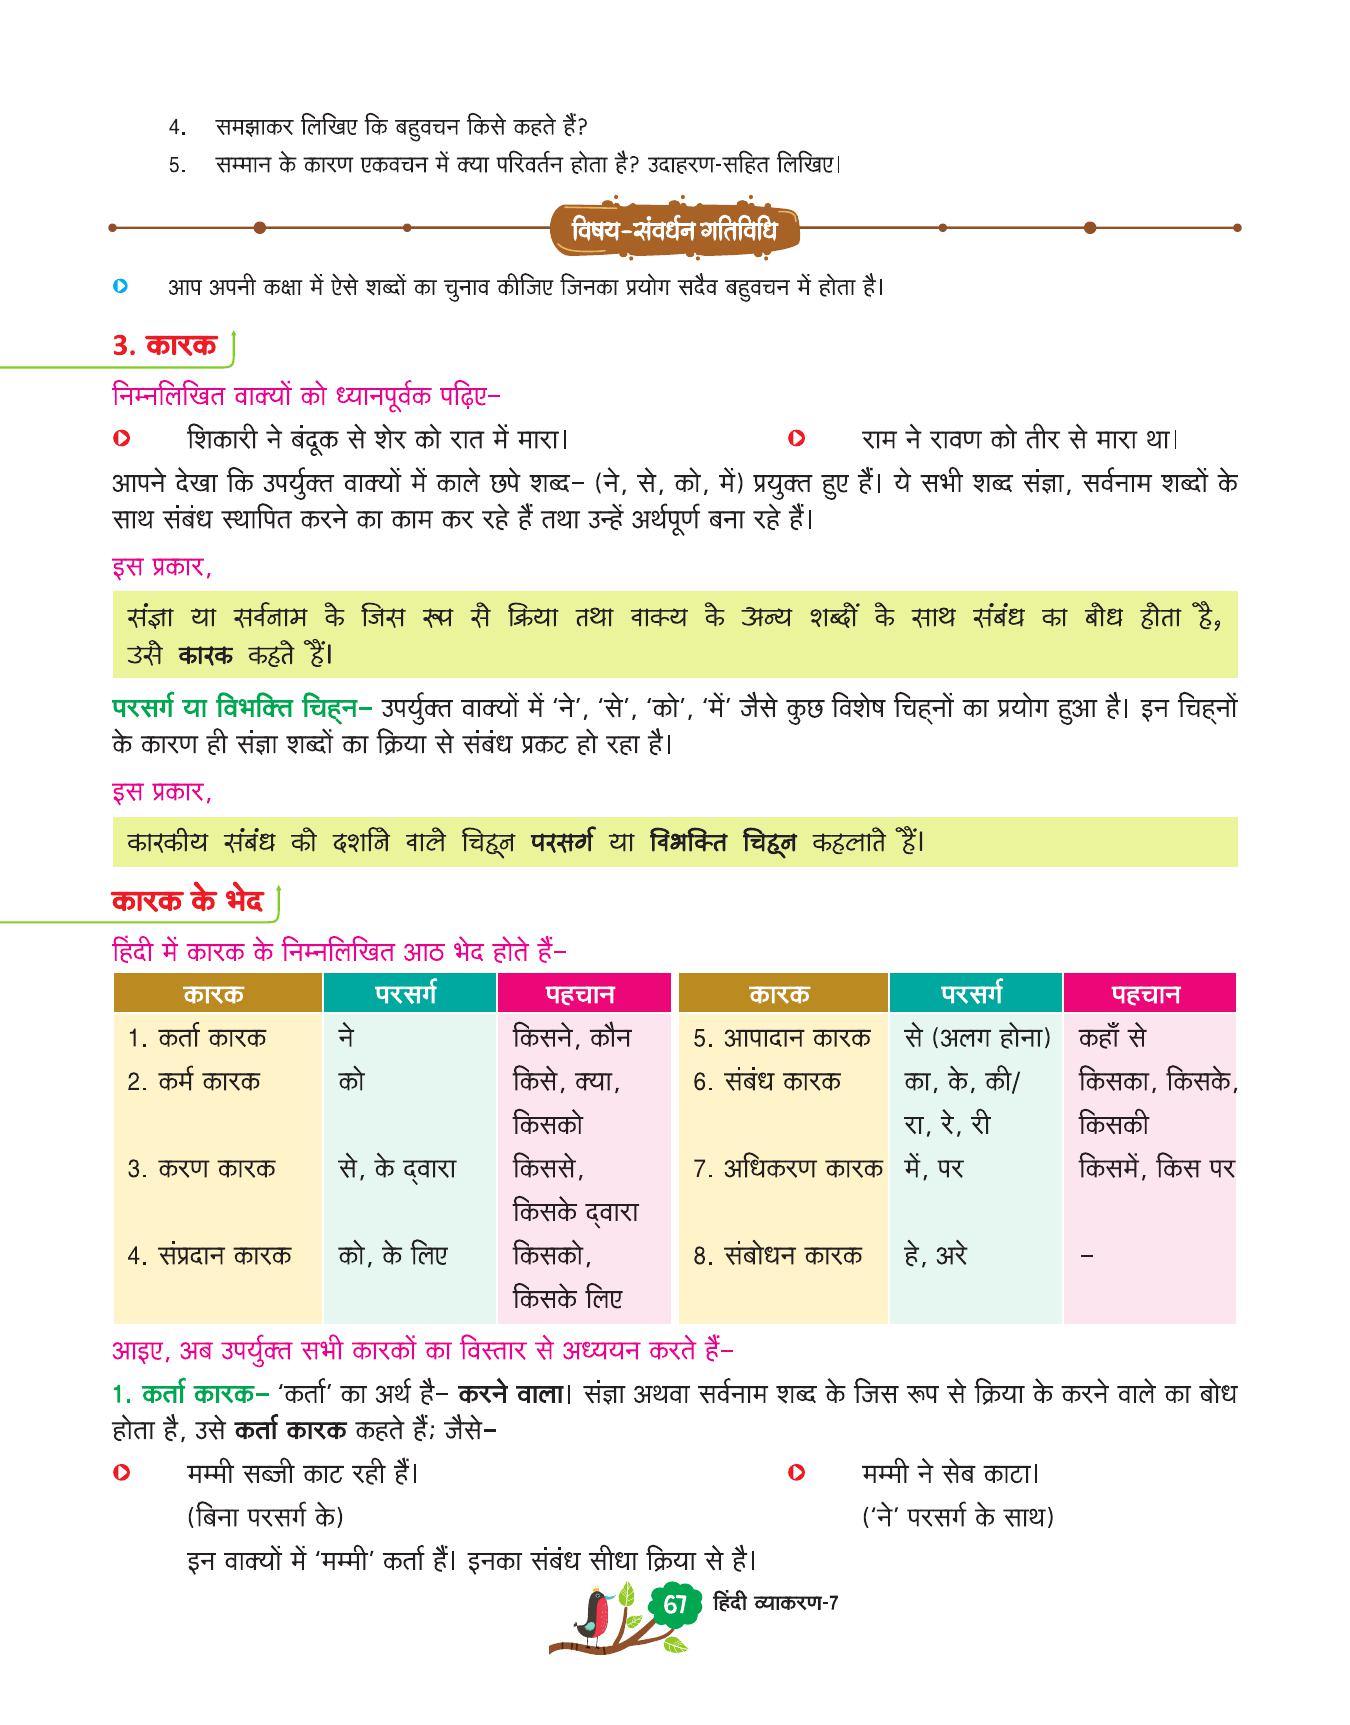 4. समझाकर लिखिए कि बहुवचन किसे कहते हैं?
5. सम्मान के कारण एकवचन में क्या परिवर्तन होता है? उदाहरण-सहित लिखिए।
विषय-संवर्धन गतिविधि
आप अपनी कक्षा में ऐसे शब्दों का चुनाव कीजिए जिनका प्रयोग सदैव बहुवचन में होता है।
3. कारक
निम्नलिखित वाक्यों को ध्यानपूर्वक पढ़िए–
शिकारी ने बंदूक से शेर को रात में मारा। राम ने रावण को तीर से मारा था।
आपने देखा कि उपर्युक्त वाक्यों में काले छपे शब्द– (ने, से, को, में) प्रयुक्त हुए हैं। ये सभी शब्द संज्ञा, सर्वनाम शब्दों के
साथ संबंध स्थापित करने का काम कर रहे हैं तथा उन्हें अर्थपूर्ण बना रहे हैं।
इस प्रकार,
संज्ञा या सर्वनाम के जिस रूप से क्रिया तथा वाक्य के अन्य शब्दों के साथ संबंध का बोध होता है,
उसे कारक कहते हैं।
परसर्ग या विभक्ति चिह्न– उपर्युक्त वाक्यों में ‘ने’, ‘से’, ‘को’, ‘में’ जैसे कुछ विशेष चिह्नों का प्रयोग हुआ है। इन चिह्नों
के कारण ही संज्ञा शब्दों का क्रिया से संबंध प्रकट हो रहा है।
इस प्रकार,
कारकीय संबंध को दर्शाने वाले चिह्न परसर्ग या विभक्ति चिह्न कहलाते हैं।
कारक के भेद
हिंदी में कारक के निम्नलिखित आठ भेद होते हैं–
कारक परसर्ग पहचान कारक परसर्ग पहचान
1. कर्ता कारक ने किसने, कौन 5. आपादान कारक से (अलग होना) कहाँ से
2. कर्म कारक को किसे, क्या, 6. संबंध कारक का, के, की/ किसका, किसके,
किसको रा, रे, री किसकी
3. करण कारक से, के द्वारा किससे, 7. अधिकरण कारक में, पर किसमें, किस पर
किसके द्वारा
4. संप्रदान कारक को, के लिए किसको, 8. संबोधन कारक हे, अरे –
किसके लिए
आइए, अब उपर्युक्त सभी कारकों का विस्तार से अध्ययन करते हैं–
1. कर्ता कारक– ‘कर्ता’ का अर्थ है– करने वाला। संज्ञा अथवा सर्वनाम शब्द के जिस रूप से क्रिया के करने वाले का बोध
होता है, उसे कर्ता कारक कहते हैं; जैसे–
मम्मी सब्जी काट रही हैं। मम्मी ने सेब काटा।
(बिना परसर्ग के) (‘ने’ परसर्ग के साथ)
इन वाक्यों में ‘मम्मी’ कर्ता हैं। इनका संबंध सीधा क्रिया से है।
67 हिंदी व्याकरण-7